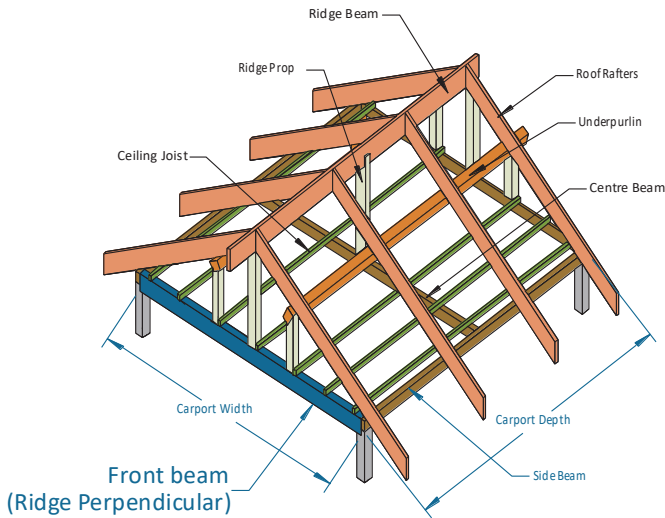 Ridge Beam
Ridge Prop
Roof Rafters
Underpurlin
Ceiling Joist
Centre Beam
Carport Width
Carport Depth
Front beam
(Ridge Perpendicular)
Side Beam